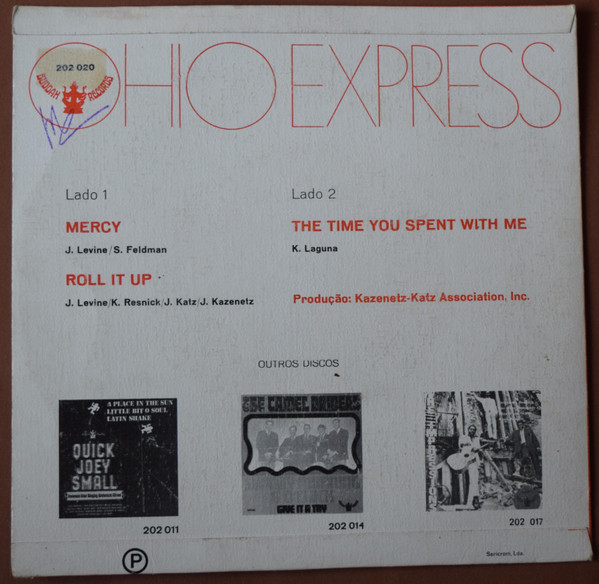 202 020
BUDDAH RECORDS
OHIO EXPRESS
Lado 1
MERCY
J. Levine/S. Feldman
ROLL IT UP
J. Levine/K. Resnick/J. Katz/J. Kazenetz
Lado 2
THE TIME YOU SPENT WITH ME
K. Laguna
Produção: Kazenetz-Katz Association, Inc.
OUTROS DISCOS
A PLACE IN THE SUN
LITTLE BIT O SOUL
LATIN SHAKE
QUICK
JOEY
SMALL
202 011
GIVE IT A TRY
202 014
202 017
P